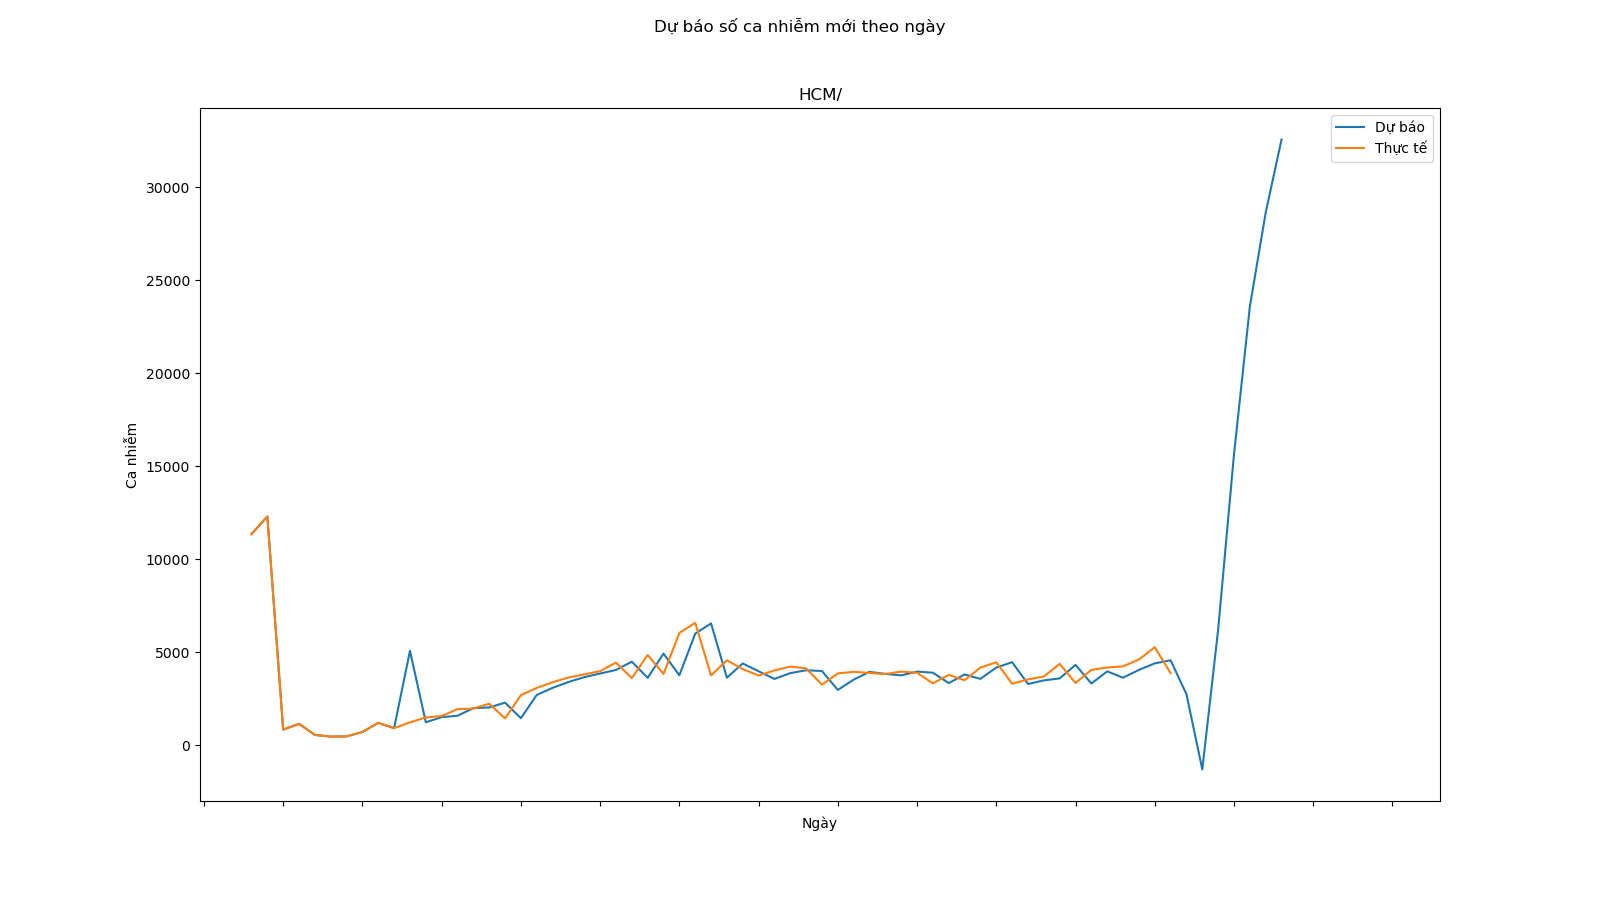 Dự báo số ca nhiễm mới theo ngày
HCM/
Dự báo
Thực tế
30000
25000
20000
15000
10000
5000
0
Ca nhiễm
Ngày